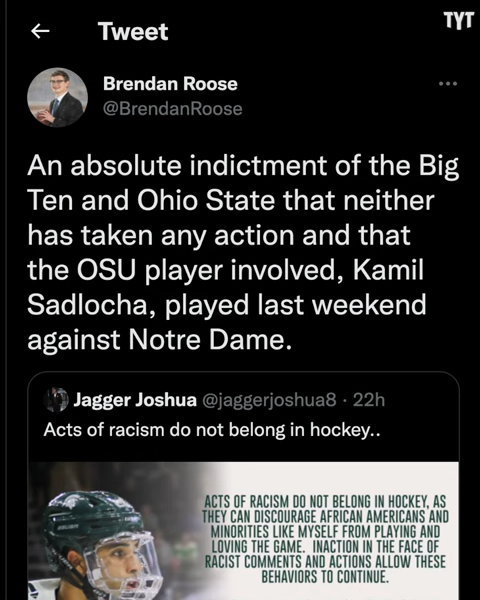 TYT
Tweet
Brendan Roose
@BrendanRoose
An absolute indictment of the Big
Ten and Ohio State that neither
has taken any action and that
the OSU player involved, Kamil
Sadlocha, played last weekend
against Notre Dame.
Jagger Joshua @jaggerjoshua8 · 22h
Acts of racism do not belong in hockey..
ACTS OF RACISM DO NOT BELONG IN HOCKEY, AS
THEY CAN DISCOURAGE AFRICAN AMERICANS AND
MINORITIES LIKE MYSELF FROM PLAYING AND
LOVING THE GAME. INACTION IN THE FACE OF
RACIST COMMENTS AND ACTIONS ALLOW THESE
BEHAVIORS TO CONTINUE.